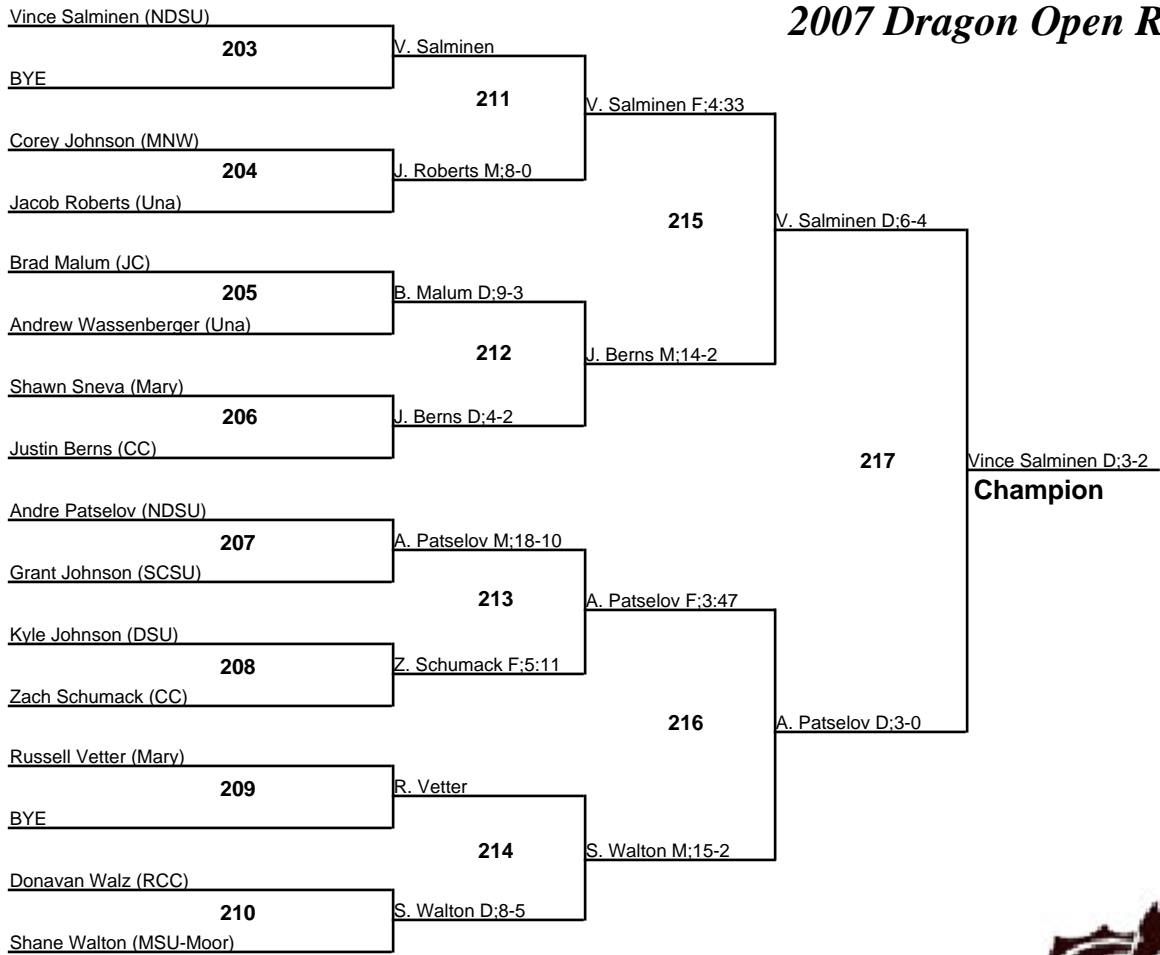 2007 Dragon Open R
Vince Salminen (NDSU)
203
V. Salminen
BYE
211
V. Salminen F;4:33
Corey Johnson (MNW)
204
J. Roberts M;8-0
Jacob Roberts (Una)
215
V. Salminen D;6-4
Brad Malum (JC)
205
B. Malum D;9-3
Andrew Wassenberger (Una)
212
J. Berns M;14-2
Shawn Sneva (Mary)
206
J. Berns D;4-2
Justin Berns (CC)
217
Vince Salminen D;3-2
Champion
Andre Patselov (NDSU)
207
A. Patselov M;18-10
Grant Johnson (SCSU)
213
A. Patselov F;3:47
Kyle Johnson (DSU)
208
Z. Schumack F;5:11
Zach Schumack (CC)
216
A. Patselov D;3-0
Russell Vetter (Mary)
209
R. Vetter
BYE
214
S. Walton M;15-2
Donavan Walz (RCC)
210
S. Walton D;8-5
Shane Walton (MSU-Moor)